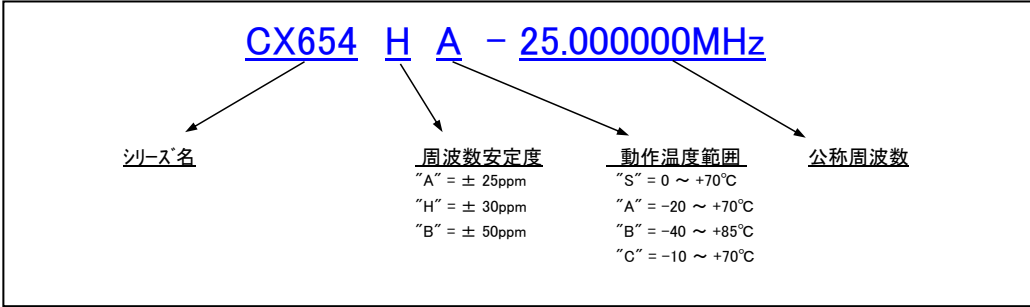 CX654 H A - 25.000000MHz
ｼﾘｰｽﾞ名 周波数安定度 動作温度範囲 公称周波数
"A" = ± 25ppm "S" = 0 ～ +70℃
"H" = ± 30ppm "A" = -20 ～ +70℃
"B" = ± 50ppm "B" = -40 ～ +85℃
"C" = -10 ～ +70℃